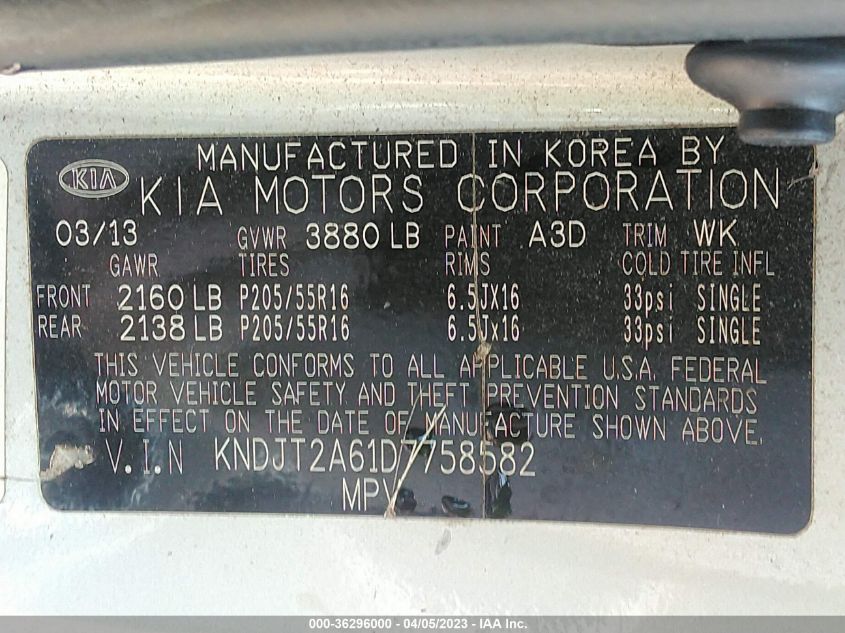 KIA
MANUFACTURED IN KOREA BY
KIA MOTORS CORPORATION
03/13 GVWR 3880 LB PAINT A3D TRIM WK
GAWR TIRES RIMS COLD TIRE INFL
FRONT 2160 LB P205/55R16 6.5JX16 33psi SINGLE
REAR 2138 LB P205/55R16 6.5Jx16 33psi SINGLE
THIS VEHICLE CONFORMS TO ALL APPLICABLE U.S.A. FEDERAL
MOTOR VEHICLE SAFETY AND THEFT PREVENTION STANDARDS
IN EFFECT ON THE DATE OF MANUFACTURE SHOWN ABOVE.
V.I.N KNDJT2A61D7758582
MPV
000-36296000 - 04/05/2023 - IAA Inc.